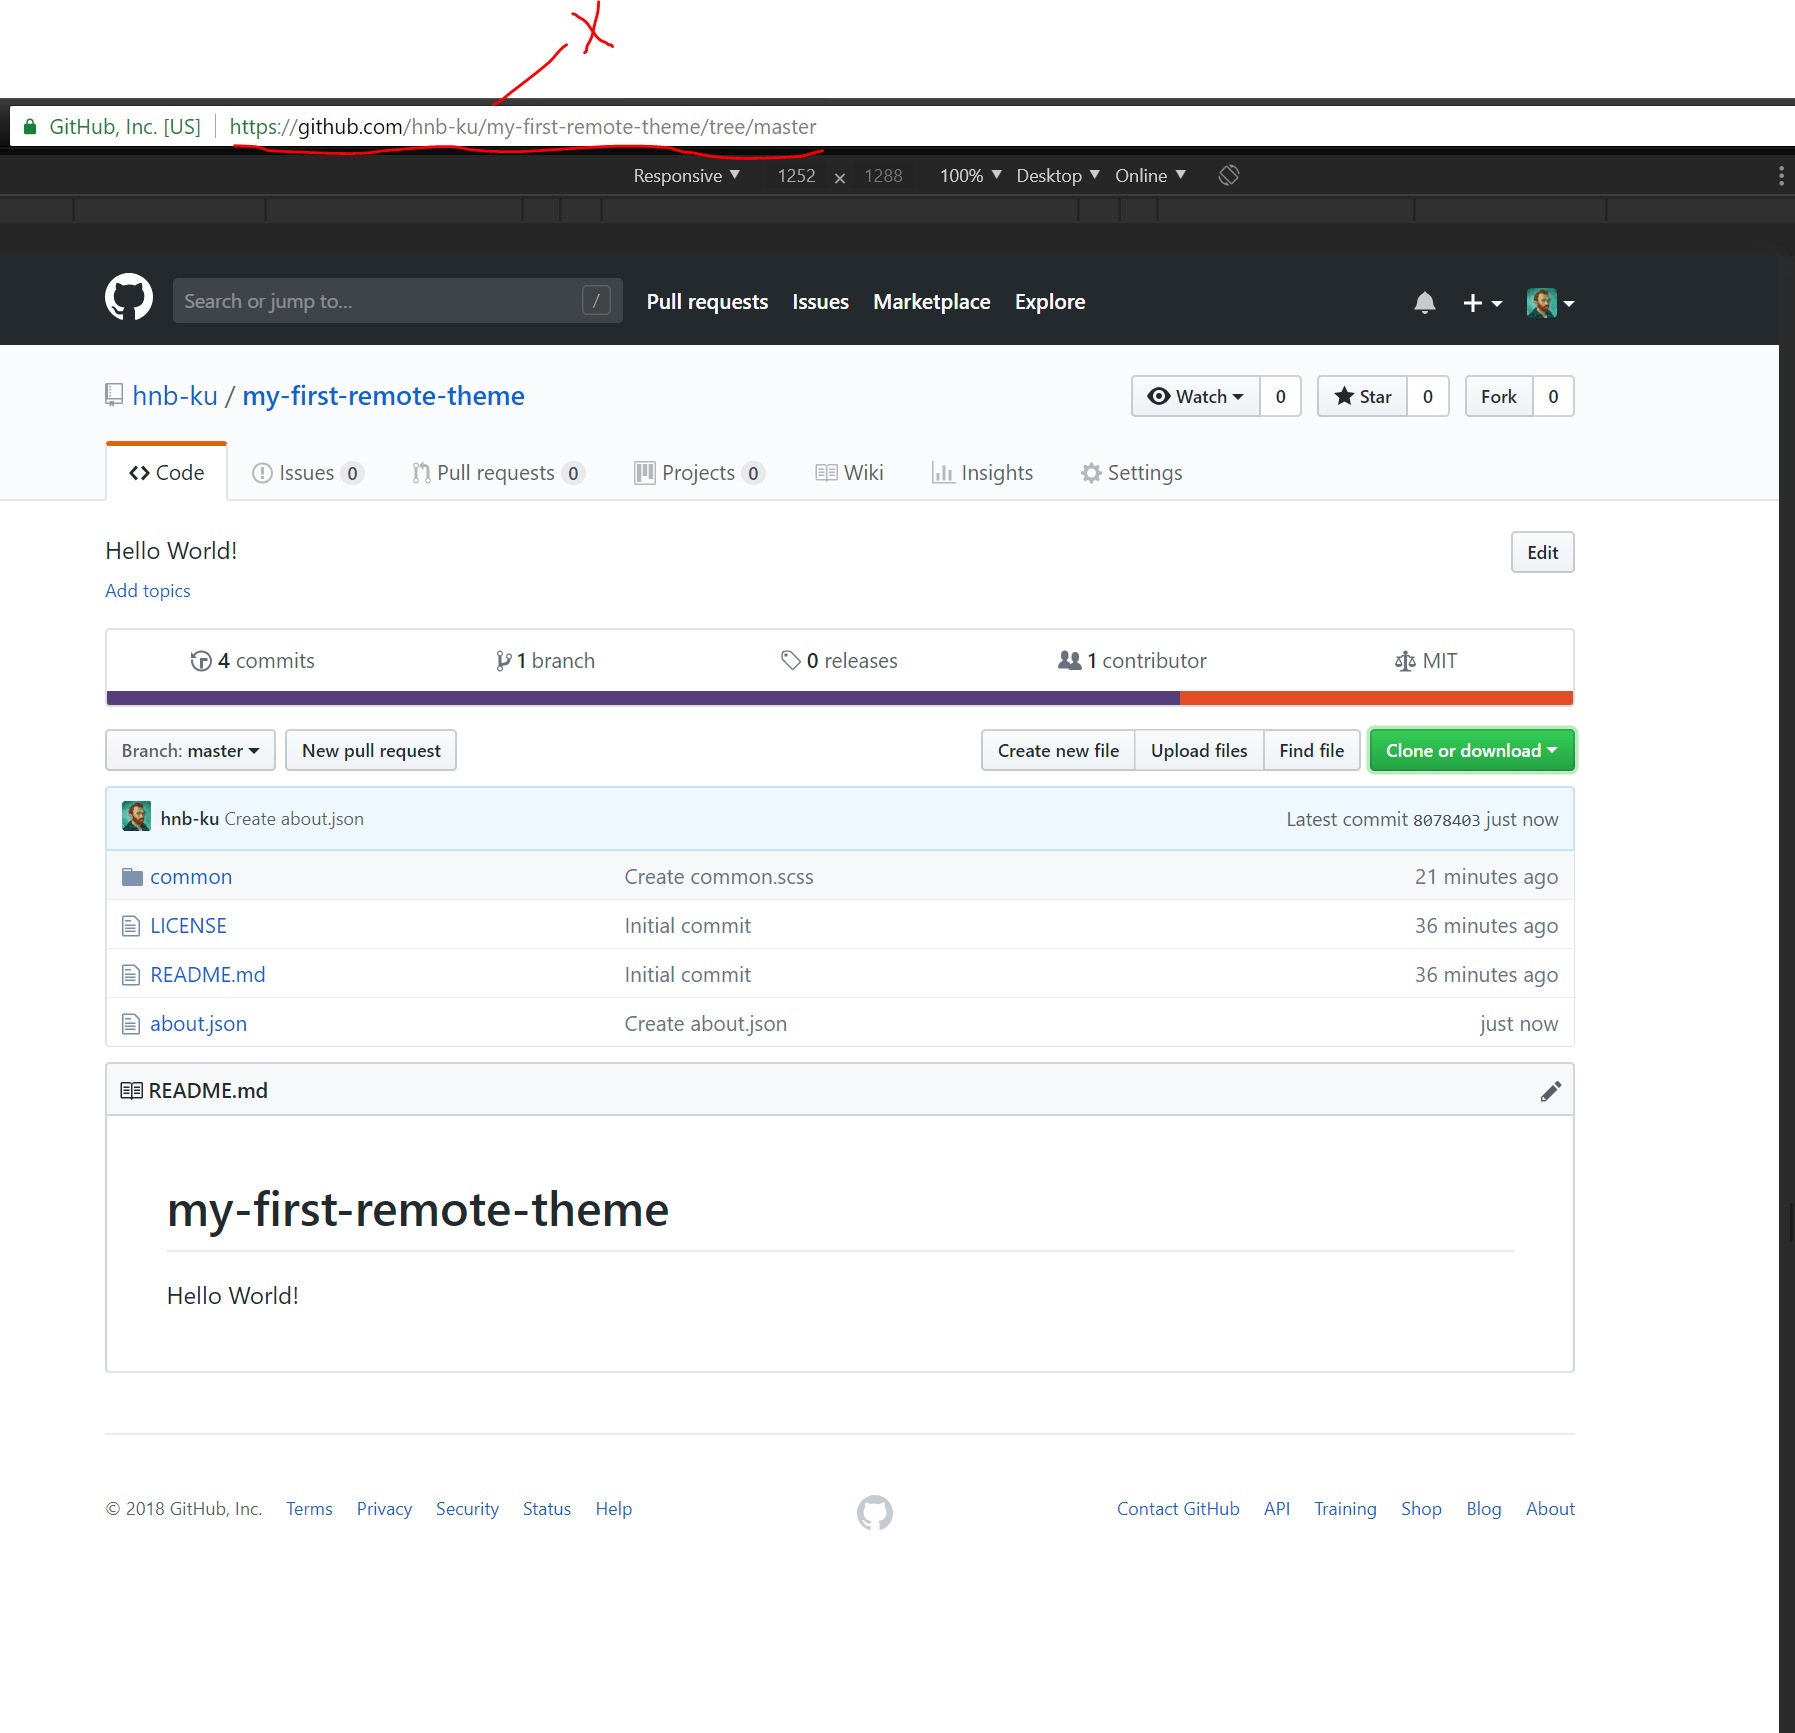 X
GitHub, Inc. [US] https://github.com/hnb-ku/my-first-remote-theme/tree/master
Responsive 1252 x 1288 100% Desktop Online
Search or jump to... / Pull requests Issues Marketplace Explore
hnb-ku / my-first-remote-theme Watch 0 Star 0 Fork 0
Code Issues 0 Pull requests 0 Projects 0 Wiki Insights Settings
Hello World! Edit
Add topics
4 commits 1 branch 0 releases 1 contributor MIT
Branch: master New pull request Create new file Upload files Find file Clone or download
hnb-ku Create about.json Latest commit 8078403 just now
common Create common.scss 21 minutes ago
LICENSE Initial commit 36 minutes ago
README.md Initial commit 36 minutes ago
about.json Create about.json just now
README.md
my-first-remote-theme
Hello World!
© 2018 GitHub, Inc. Terms Privacy Security Status Help Contact GitHub API Training Shop Blog About